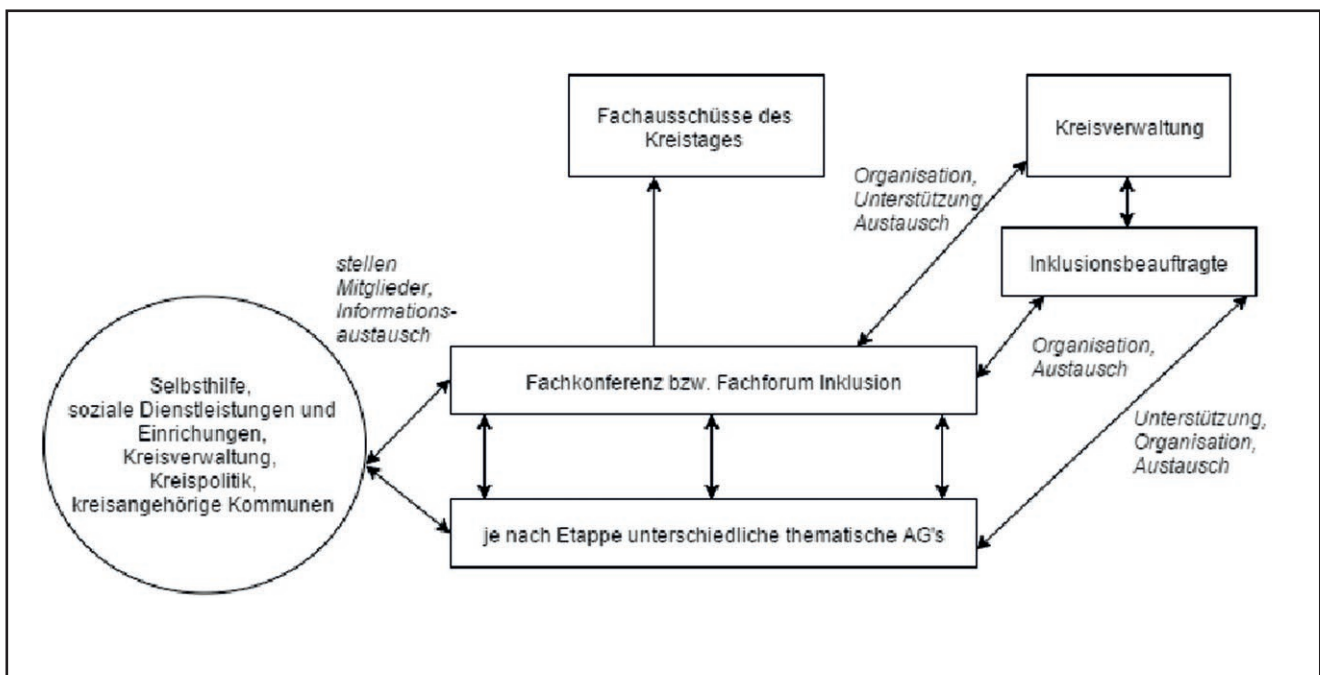 Fachausschüsse des
Kreistages
Kreisverwaltung
Organisation,
Unterstützung,
Austausch
Inklusionsbeauftragte
stellen
Mitglieder,
Informations-
austausch
Organisation,
Austausch
Fachkonferenz bzw. Fachforum Inklusion
Selbsthilfe,
soziale Dienstleistungen und
Einrichungen,
Kreisverwaltung,
Kreispolitik,
kreisangehörige Kommunen
Unterstützung,
Organisation,
Austausch
je nach Etappe unterschiedliche thematische AG's